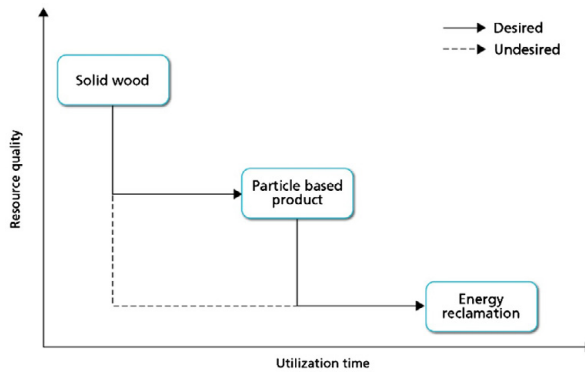 Desired
Undesired
Solid wood
Particle based
product
Energy
reclamation
Resource quality
Utilization time